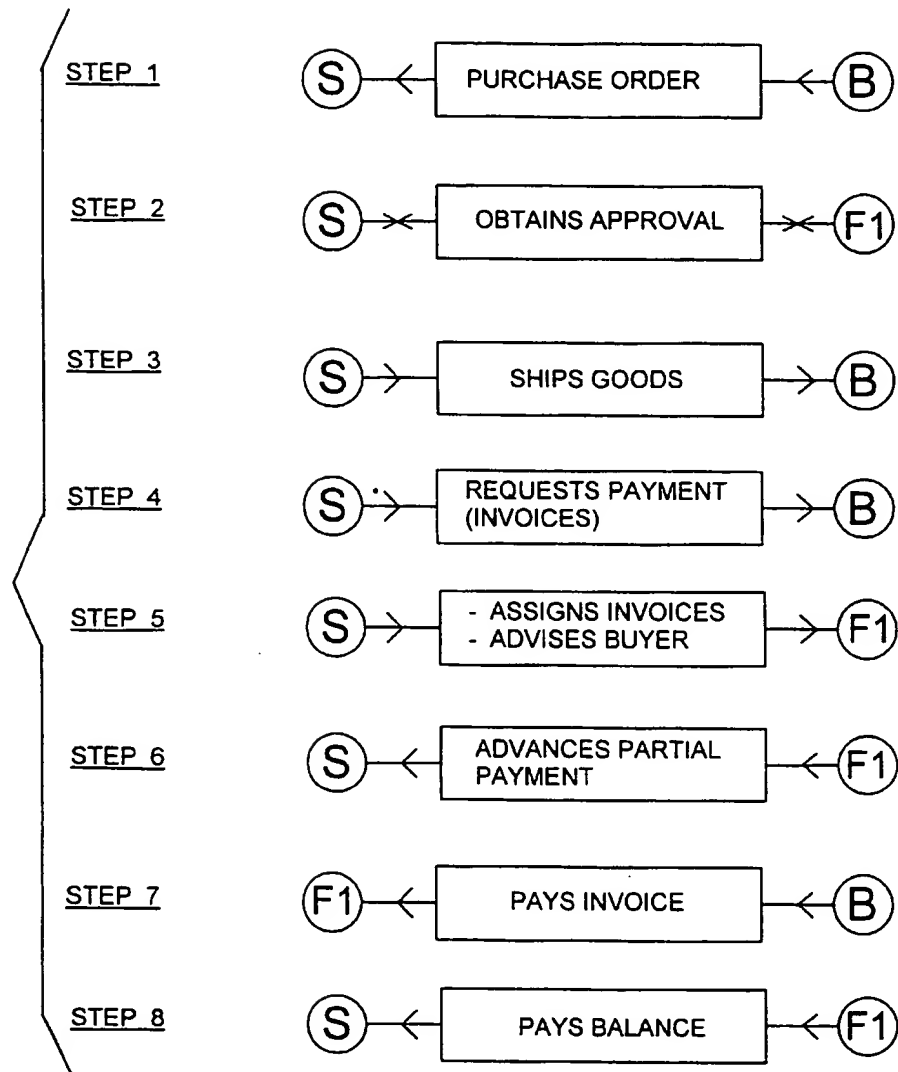 STEP 1 S PURCHASE ORDER B
STEP 2 S OBTAINS APPROVAL F1
STEP 3 S SHIPS GOODS B
STEP 4 S REQUESTS PAYMENT (INVOICES) B
STEP 5 S - ASSIGNS INVOICES - ADVISES BUYER F1
STEP 6 S ADVANCES PARTIAL PAYMENT F1
STEP 7 F1 PAYS INVOICE B
STEP 8 S PAYS BALANCE F1